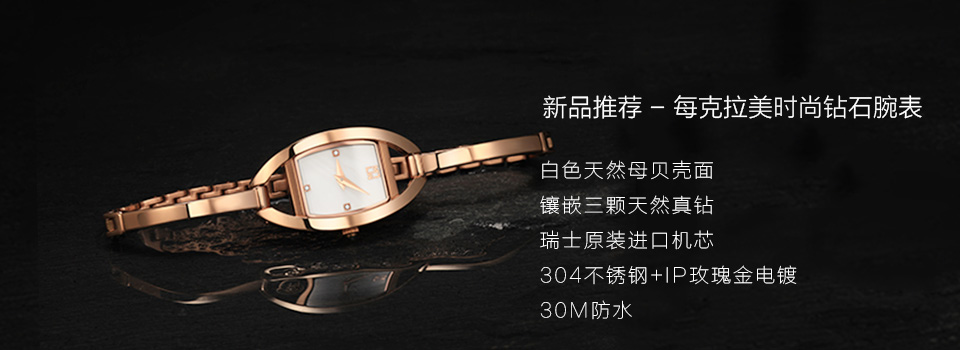 新品推荐 – 每克拉美时尚钻石腕表
白色天然母贝壳面
镶嵌三颗天然真钻
瑞士原装进口机芯
304不锈钢+IP玫瑰金电镀
30M防水